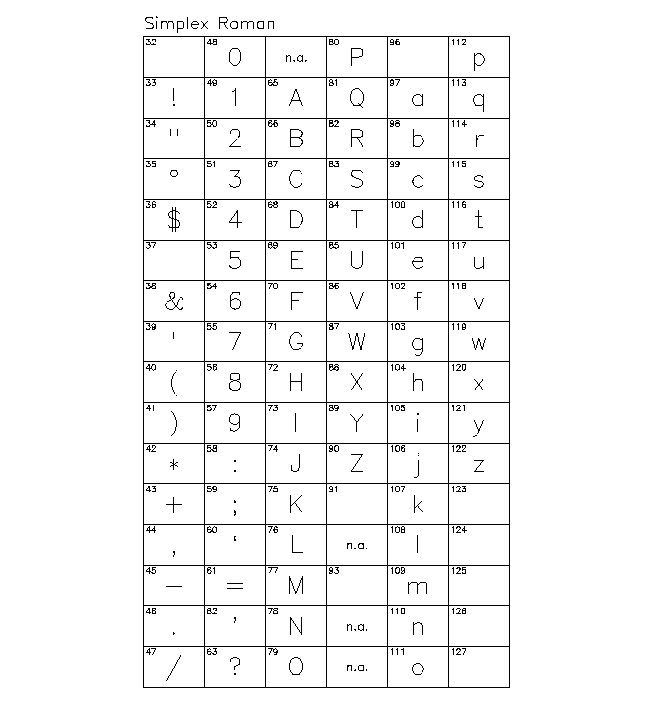 Simplex Roman
32 48 0 n.a. 80 P 96 112 p
33 ! 49 1 65 A 81 Q 97 a 113 q
34 " 50 2 66 B 82 R 98 b 114 r
35 ° 51 3 67 C 83 S 99 c 115 s
36 $ 52 4 68 D 84 T 100 d 116 t
37 53 5 69 E 85 U 101 e 117 u
38 & 54 6 70 F 86 V 102 f 118 v
39 ' 55 7 71 G 87 W 103 g 119 w
40 ( 56 8 72 H 88 X 104 h 120 x
41 ) 57 9 73 I 89 Y 105 i 121 y
42 * 58 : 74 J 90 Z 106 j 122 z
43 + 59 ; 75 K 91 107 k 123
44 , 60 ‘ 76 L n.a. 108 l 124
45 − 61 = 77 M 93 109 m 125
46 . 62 ’ 78 N n.a. 110 n 126
47 / 63 ? 79 O n.a. 111 o 127